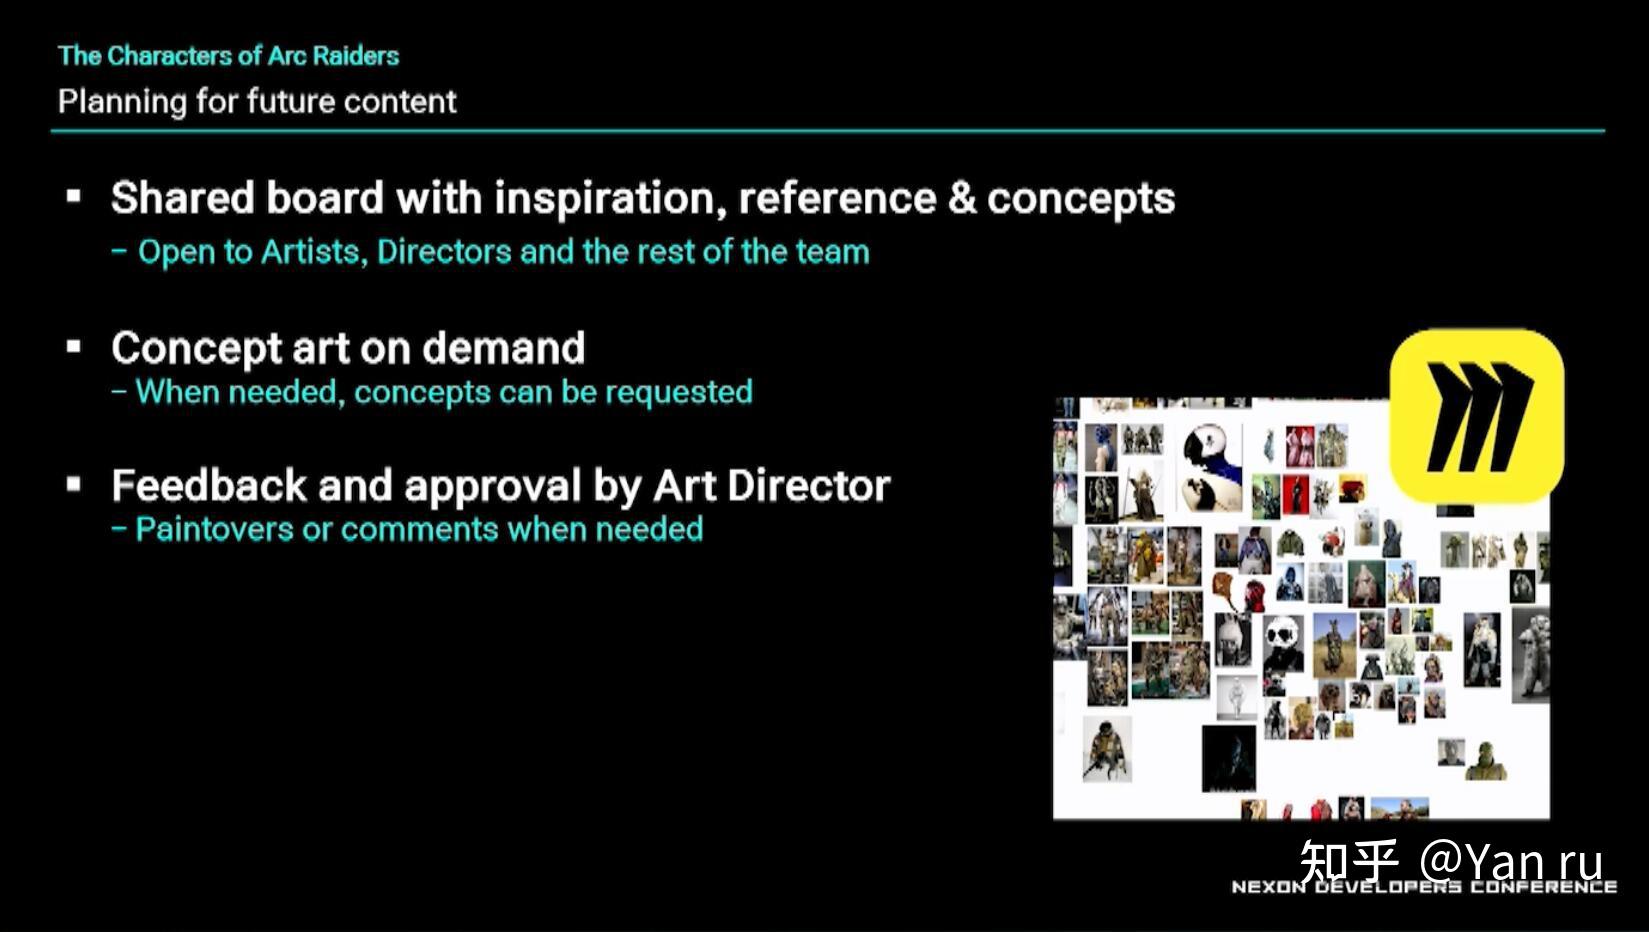 The Characters of Arc Raiders
Planning for future content
▪ Shared board with inspiration, reference & concepts
– Open to Artists, Directors and the rest of the team
▪ Concept art on demand
– When needed, concepts can be requested
▪ Feedback and approval by Art Director
– Paintovers or comments when needed
知乎 @Yan ru
NEXON DEVELOPERS CONFERENCE